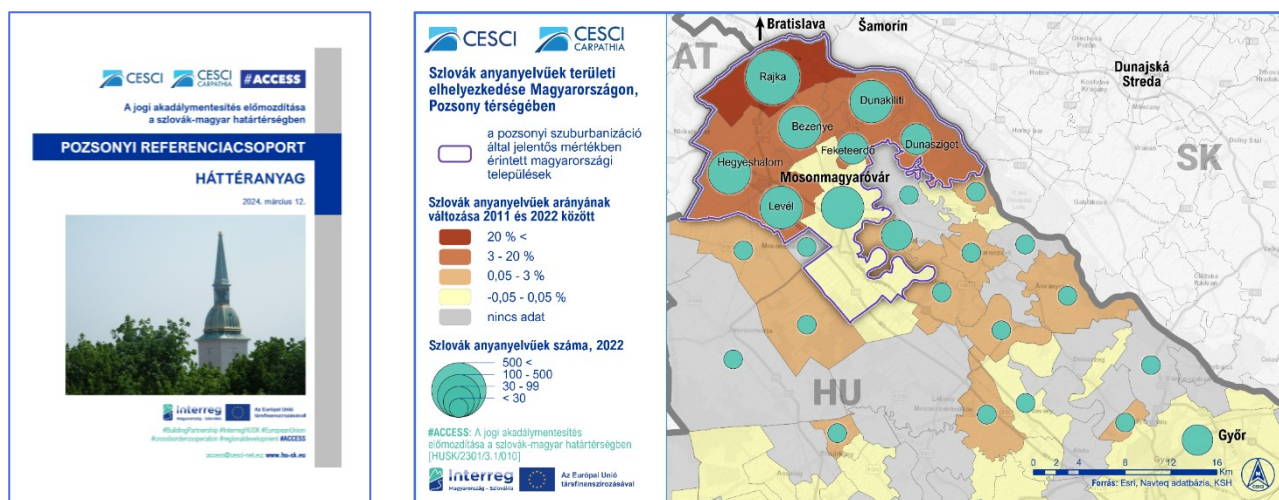 CESCI
CESCI
CARPATHIA
#ACCESS
A jogi akadálymentesítés előmozdítása
a szlovák-magyar határtérségben
POZSONYI REFERENCIACSOPORT
HÁTTÉRANYAG
2024. március 12.
Interreg
Magyarország - Szlovákia
Az Európai Unió
társfinanszírozásával
#BuildingPartnership #InterregHUSK #EuropeanUnion
#crossbordercooperation #regionaldevelopment #ACCESS
access@cesci-net.eu; www.hu-sk.eu
CESCI
CESCI
CARPATHIA
Szlovák anyanyelvűek területi
elhelyezkedése Magyarországon,
Pozsony térségében
a pozsonyi szuburbanizáció
által jelentős mértékben
érintett magyarországi
települések
Szlovák anyanyelvűek arányának
változása 2011 és 2022 között
20 % <
3 - 20 %
0,05 - 3 %
-0,05 - 0,05 %
nincs adat
Szlovák anyanyelvűek száma, 2022
500 <
100 - 500
30 - 99
< 30
#ACCESS: A jogi akadálymentesítés
előmozdítása a szlovák-magyar határtérségben
[HUSK/2301/3.1/010]
Interreg
Magyarország - Szlovákia
Az Európai Unió
társfinanszírozásával
Bratislava
Šamorín
AT
Dunajská
Streda
Rajka
Dunakiliti
Bezenye
Feketeerdő
Dunasziget
SK
Hegyeshalom
Mosonmagyaróvár
Levél
HU
Győr
0 2 4 8 12 16
Km
Forrás: Esri, Navteq adatbázis, KSH
CESCI